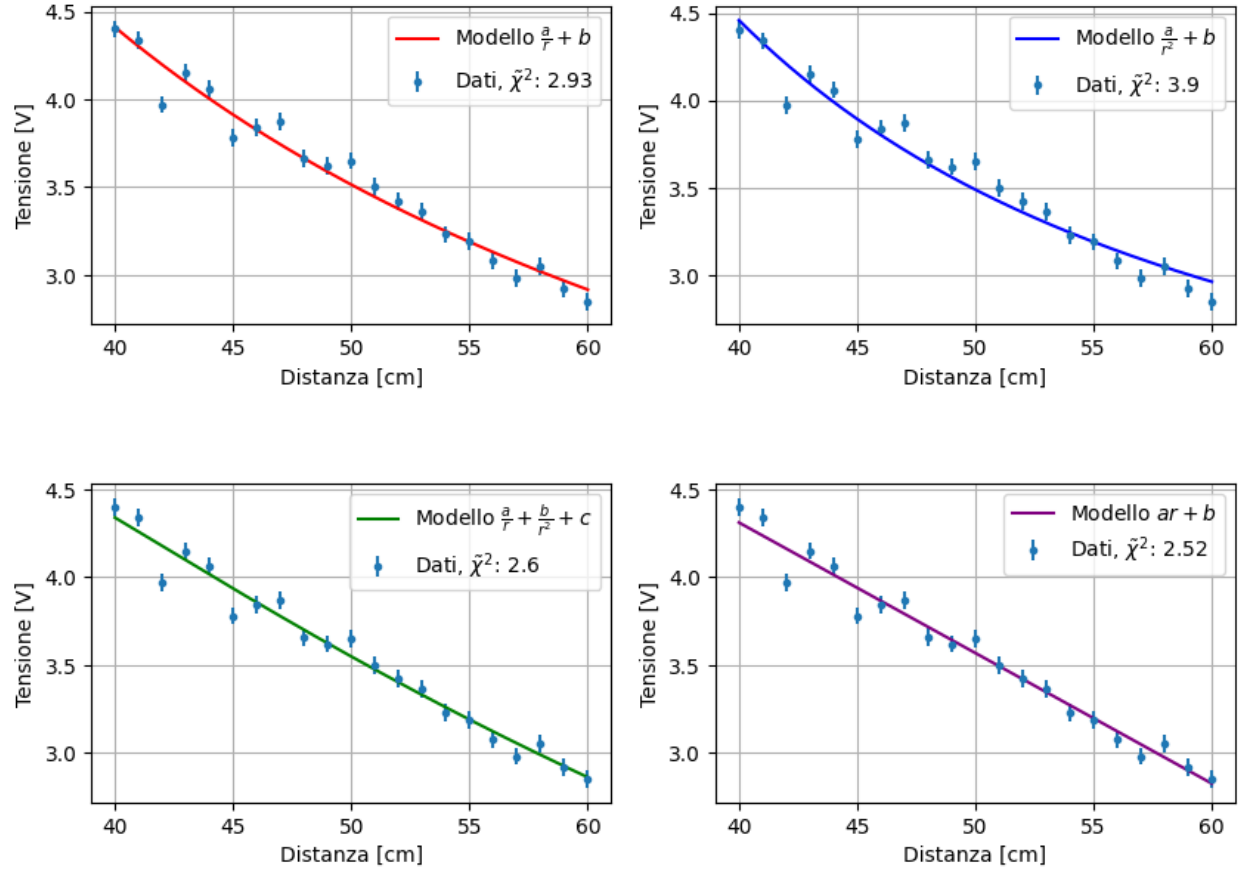 4.5
4.0
3.5
3.0
Tensione [V]
40 45 50 55 60
Distanza [cm]
Modello a/r + b
Dati, χ̃²: 2.93
4.5
4.0
3.5
3.0
Tensione [V]
40 45 50 55 60
Distanza [cm]
Modello a/r² + b
Dati, χ̃²: 3.9
4.5
4.0
3.5
3.0
Tensione [V]
40 45 50 55 60
Distanza [cm]
Modello a/r + b/r² + c
Dati, χ̃²: 2.6
4.5
4.0
3.5
3.0
Tensione [V]
40 45 50 55 60
Distanza [cm]
Modello ar + b
Dati, χ̃²: 2.52